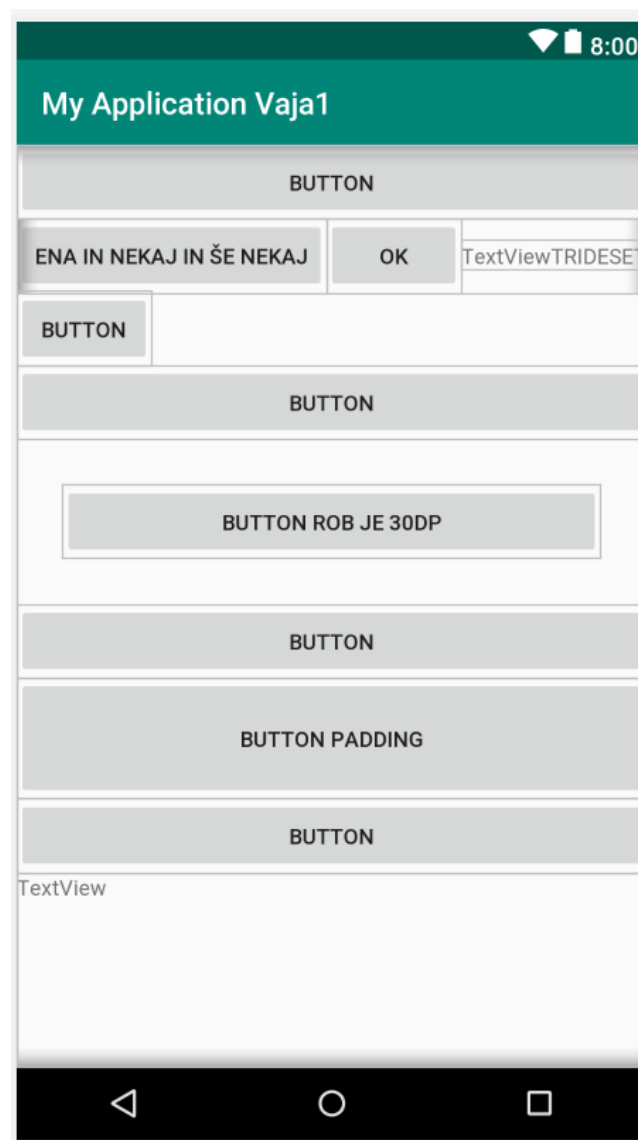 8:00
My Application Vaja1
BUTTON
ENA IN NEKAJ IN ŠE NEKAJ OK TextViewTRIDESET
BUTTON
BUTTON
BUTTON ROB JE 30DP
BUTTON
BUTTON PADDING
BUTTON
TextView